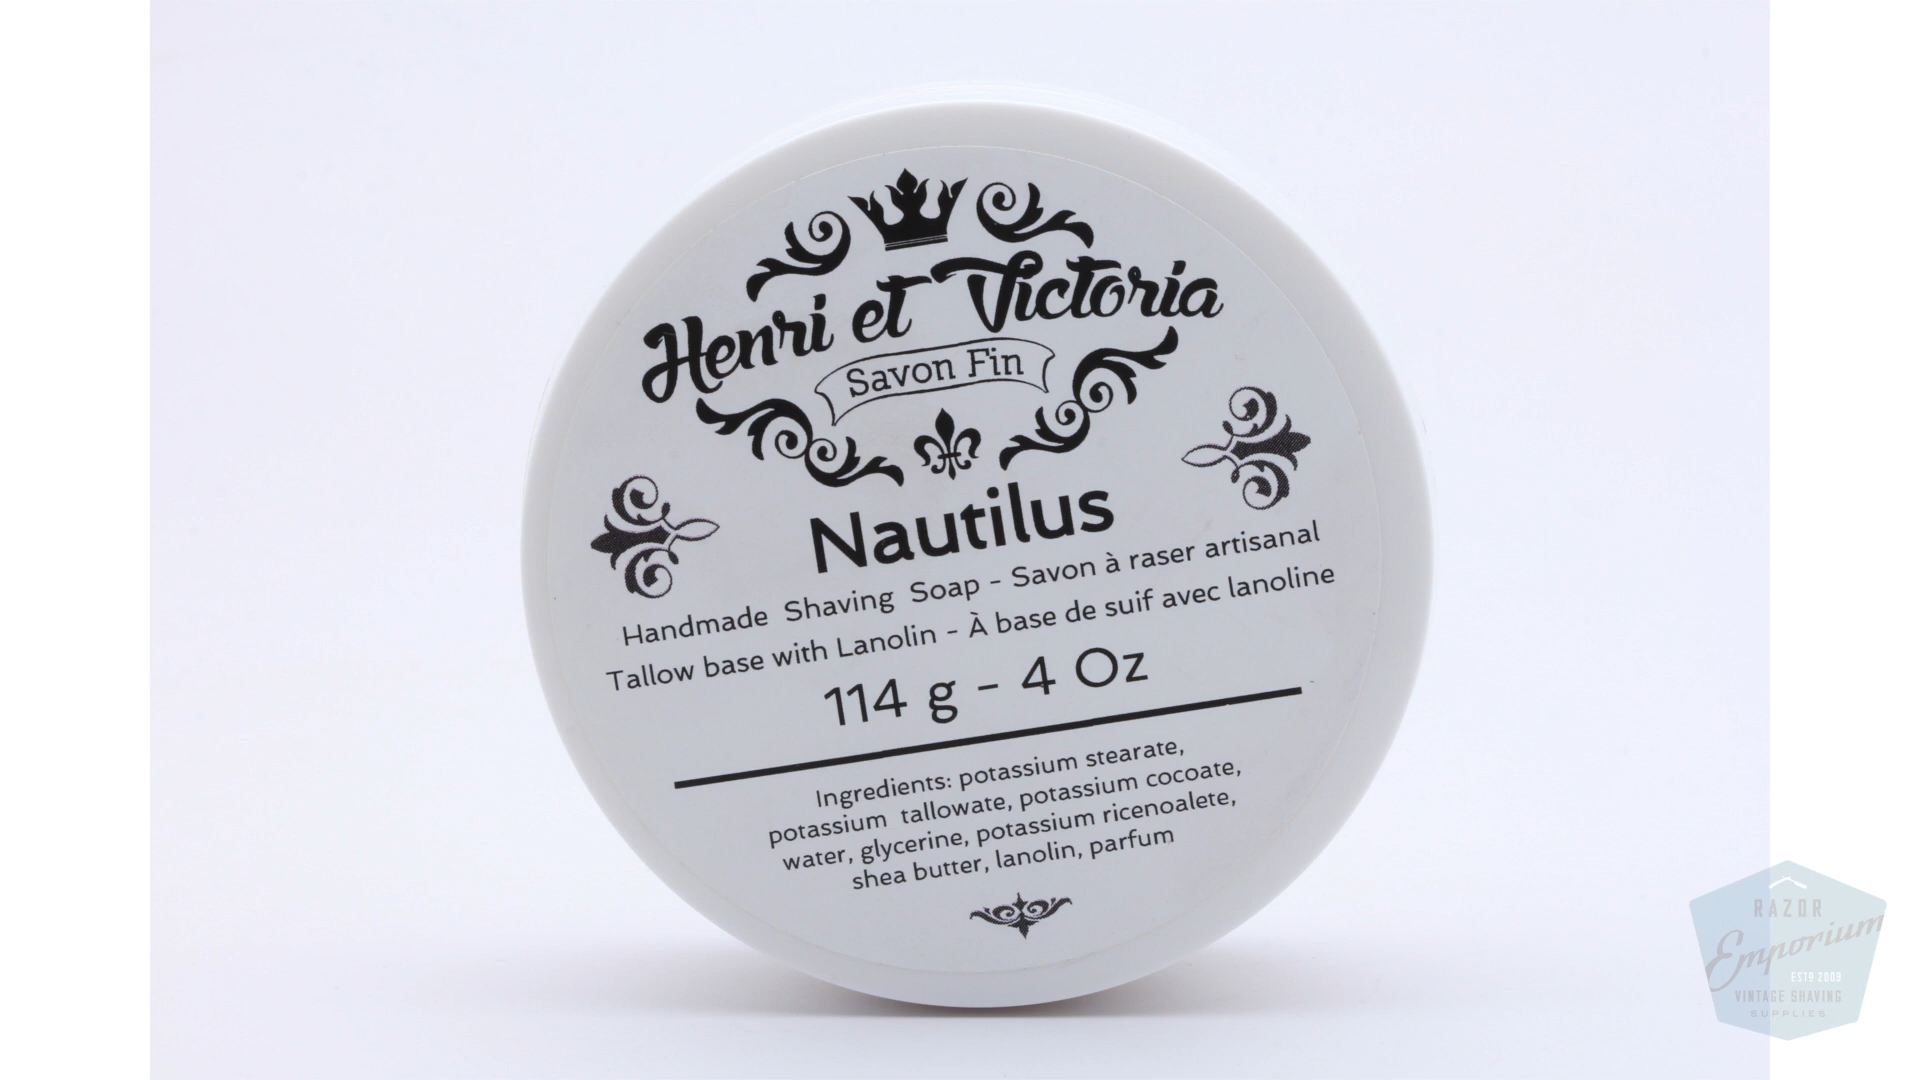 Henri et Victoria
Savon Fin
Nautilus
Handmade Shaving Soap - Savon à raser artisanal
Tallow base with Lanolin - À base de suif avec lanoline
114 g - 4 Oz
Ingredients: potassium stearate,
potassium tallowate, potassium cocoate,
water, glycerine, potassium ricenoalete,
shea butter, lanolin, parfum
RAZOR
Emporium
ESTD 2009
VINTAGE SHAVING
SUPPLIES